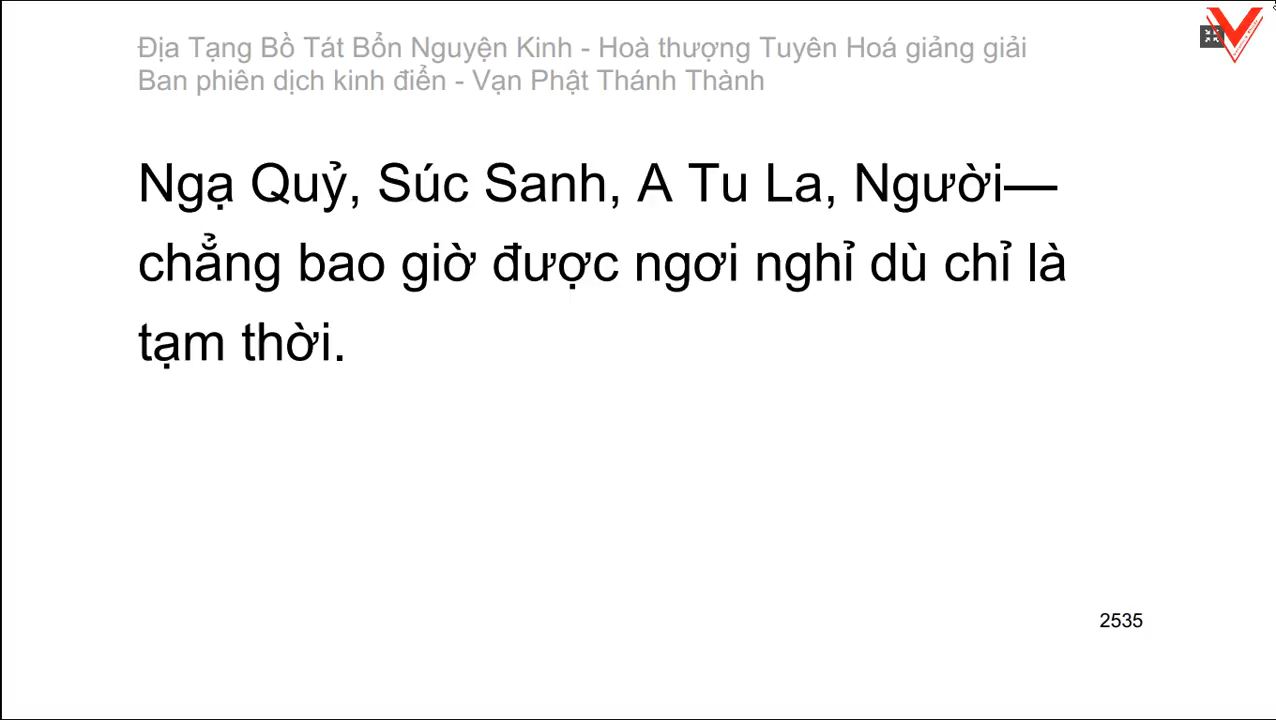 Địa Tạng Bồ Tát Bổn Nguyện Kinh - Hoà thượng Tuyên Hoá giảng giải
Ban phiên dịch kinh điển - Vạn Phật Thánh Thành
Ngạ Quỷ, Súc Sanh, A Tu La, Người—
chẳng bao giờ được ngơi nghỉ dù chỉ là
tạm thời.
2535